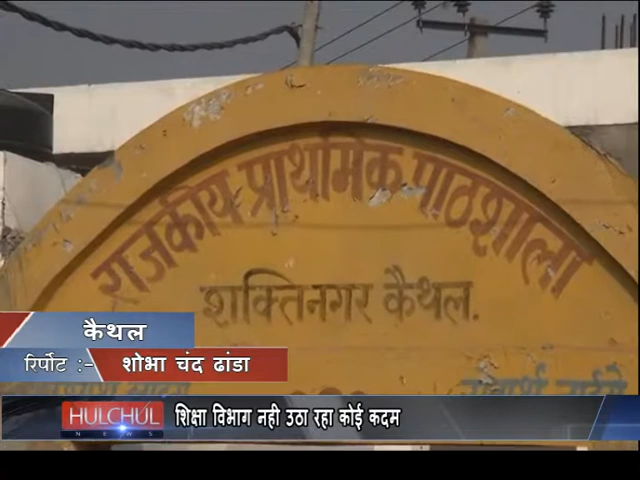 राजकीय प्राथमिक पाठशाला
शक्तिनगर कैथल.
कैथल
रिर्पोट :- शोभा चंद ढांडा
HULCHUL
NEWS
शिक्षा विभाग नही उठा रहा कोई कदम